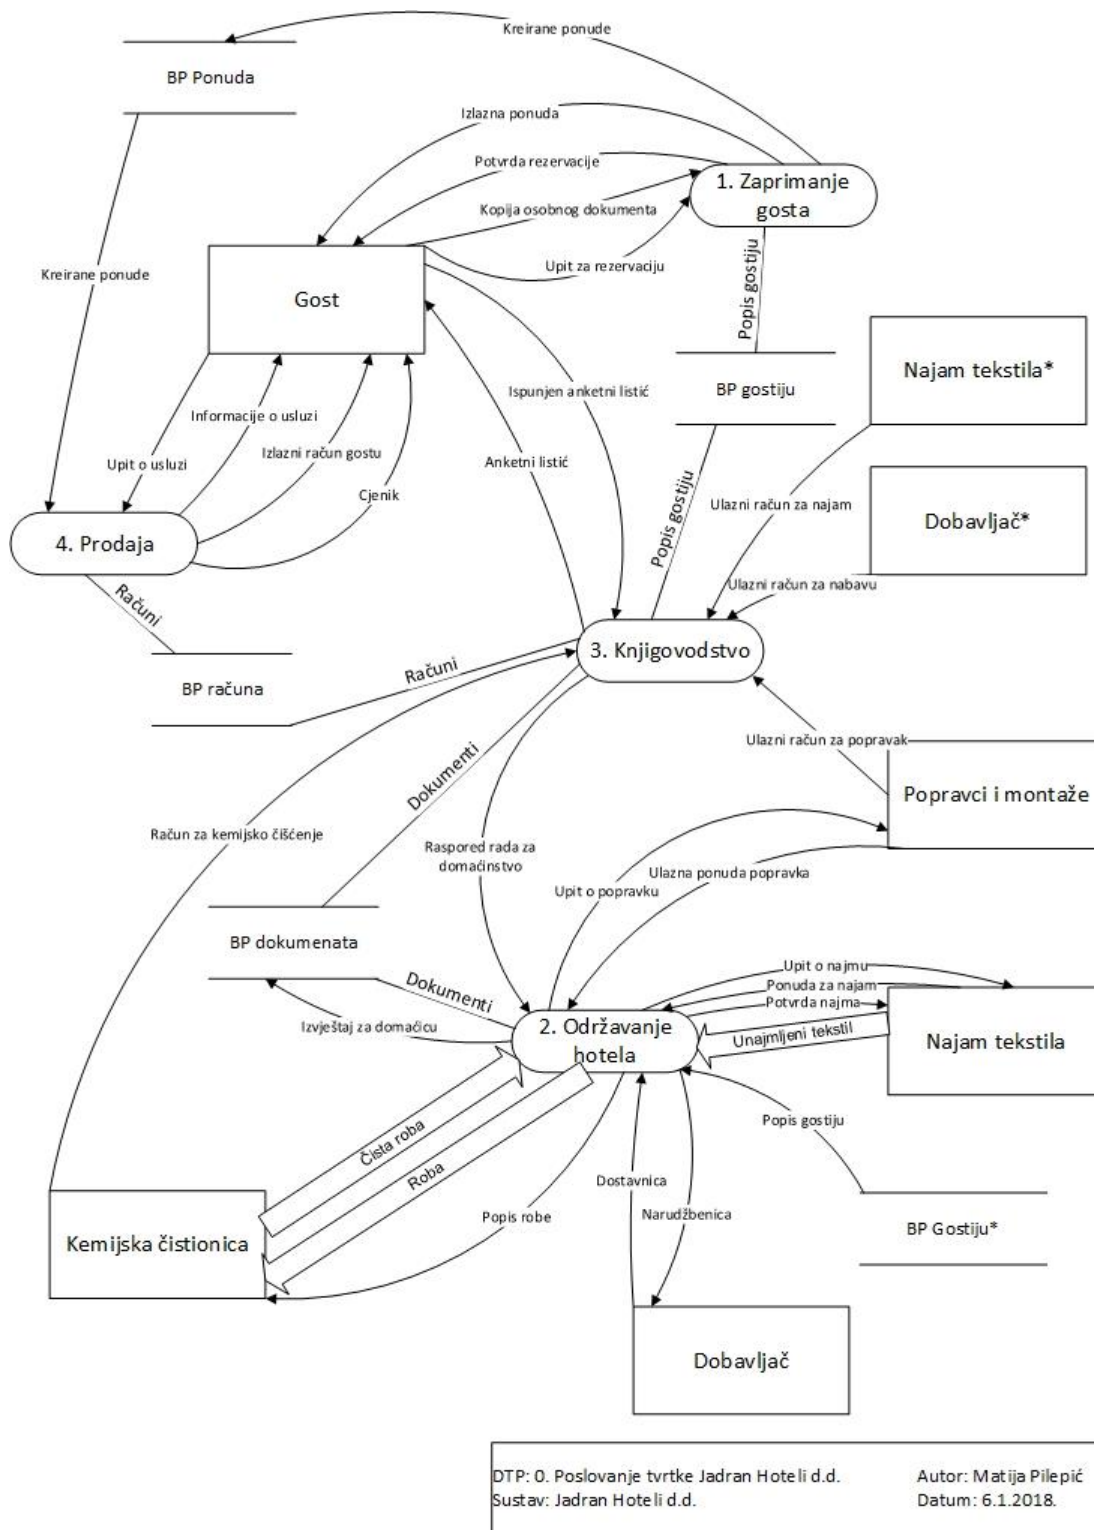 Kreirane ponude
BP Ponuda
Izlazna ponuda
Potvrda rezervacije
1. Zaprimanje
gosta
Kopija osobnog dokumenta
Upit za rezervaciju
Kreirane ponude
Gost
Popis gostiju
Najam tekstila*
BP gostiju
Ispunjen anketni listić
Informacije o usluzi
Izlazni račun gostu
Upit o usluzi
Anketni listić
Cjenik
Popis gostiju
Ulazni račun za najam
Dobavljač*
4. Prodaja
Ulazni račun za nabavu
Računi
3. Knjigovodstvo
Računi
BP računa
Ulazni račun za popravak
Dokumenti
Popravci i montaže
Račun za kemijsko čišćenje
Raspored rada za
domaćinstvo
Ulazna ponuda popravka
Upit o popravku
BP dokumenata
Upit o najmu
Dokumenti
Ponuda za najam
Potvrda najma
Izvještaj za domaćicu
2. Održavanje
hotela
Unajmljeni tekstil
Najam tekstila
Popis gostiju
Čista roba
Roba
Dostavnica
Popis robe
Narudžbenica
BP Gostiju*
Kemijska čistionica
Dobavljač
DTP: 0. Poslovanje tvrtke Jadran Hoteli d.d.
Autor: Matija Pilepić
Sustav: Jadran Hoteli d.d.
Datum: 6.1.2018.